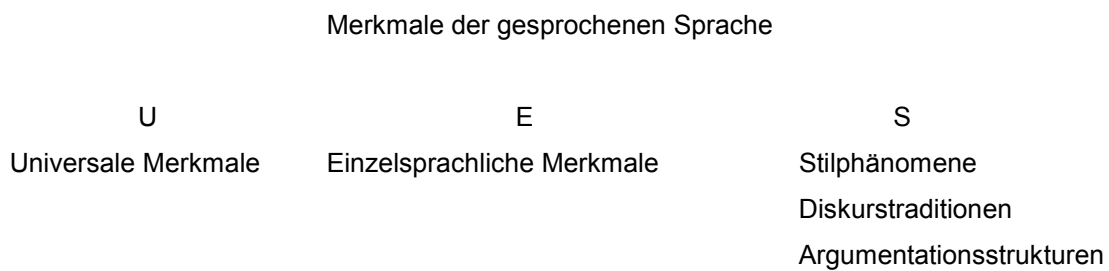 Merkmale der gesprochenen Sprache
U E S
Universale Merkmale Einzelsprachliche Merkmale Stilphänomene
Diskurstraditionen
Argumentationsstrukturen